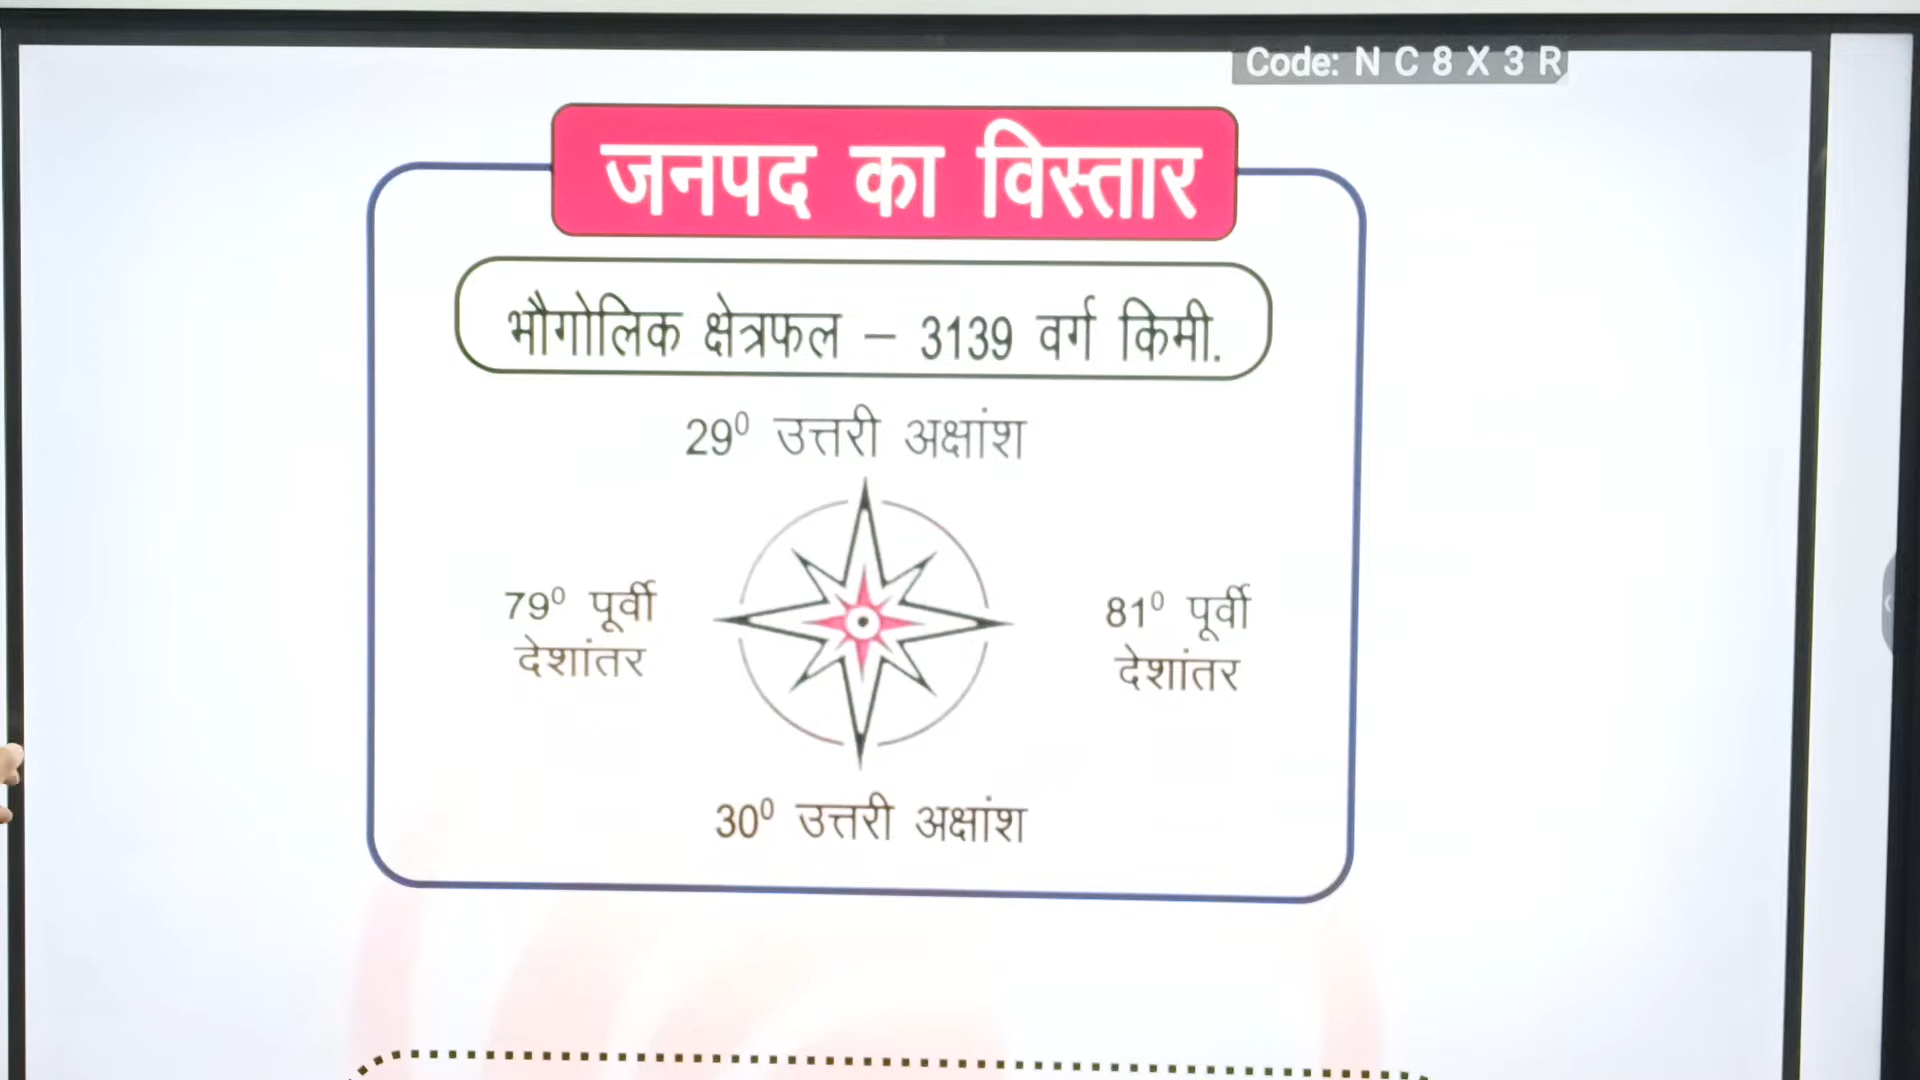 Code: N C 8 X 3 R
जनपद का विस्तार
भौगोलिक क्षेत्रफल – 3139 वर्ग किमी.
29⁰ उत्तरी अक्षांश
79⁰ पूर्वी
देशांतर
81⁰ पूर्वी
देशांतर
30⁰ उत्तरी अक्षांश